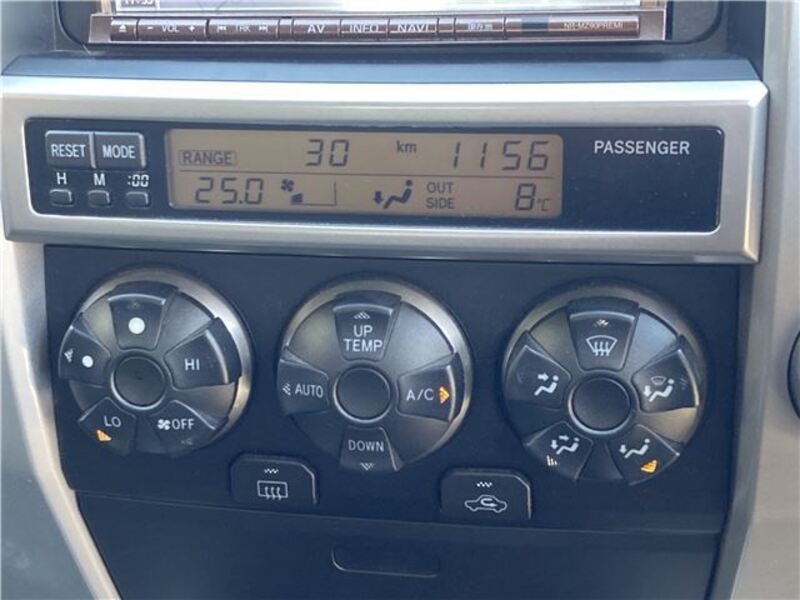 VOL
TRK
AV
INFO
NAVI
NR-MZ90PREMI
RESET
MODE
H
M
:00
RANGE 30 km 1156
25.0 OUT SIDE 8°C
PASSENGER
HI
OFF
LO
UP TEMP
AUTO
A/C
DOWN